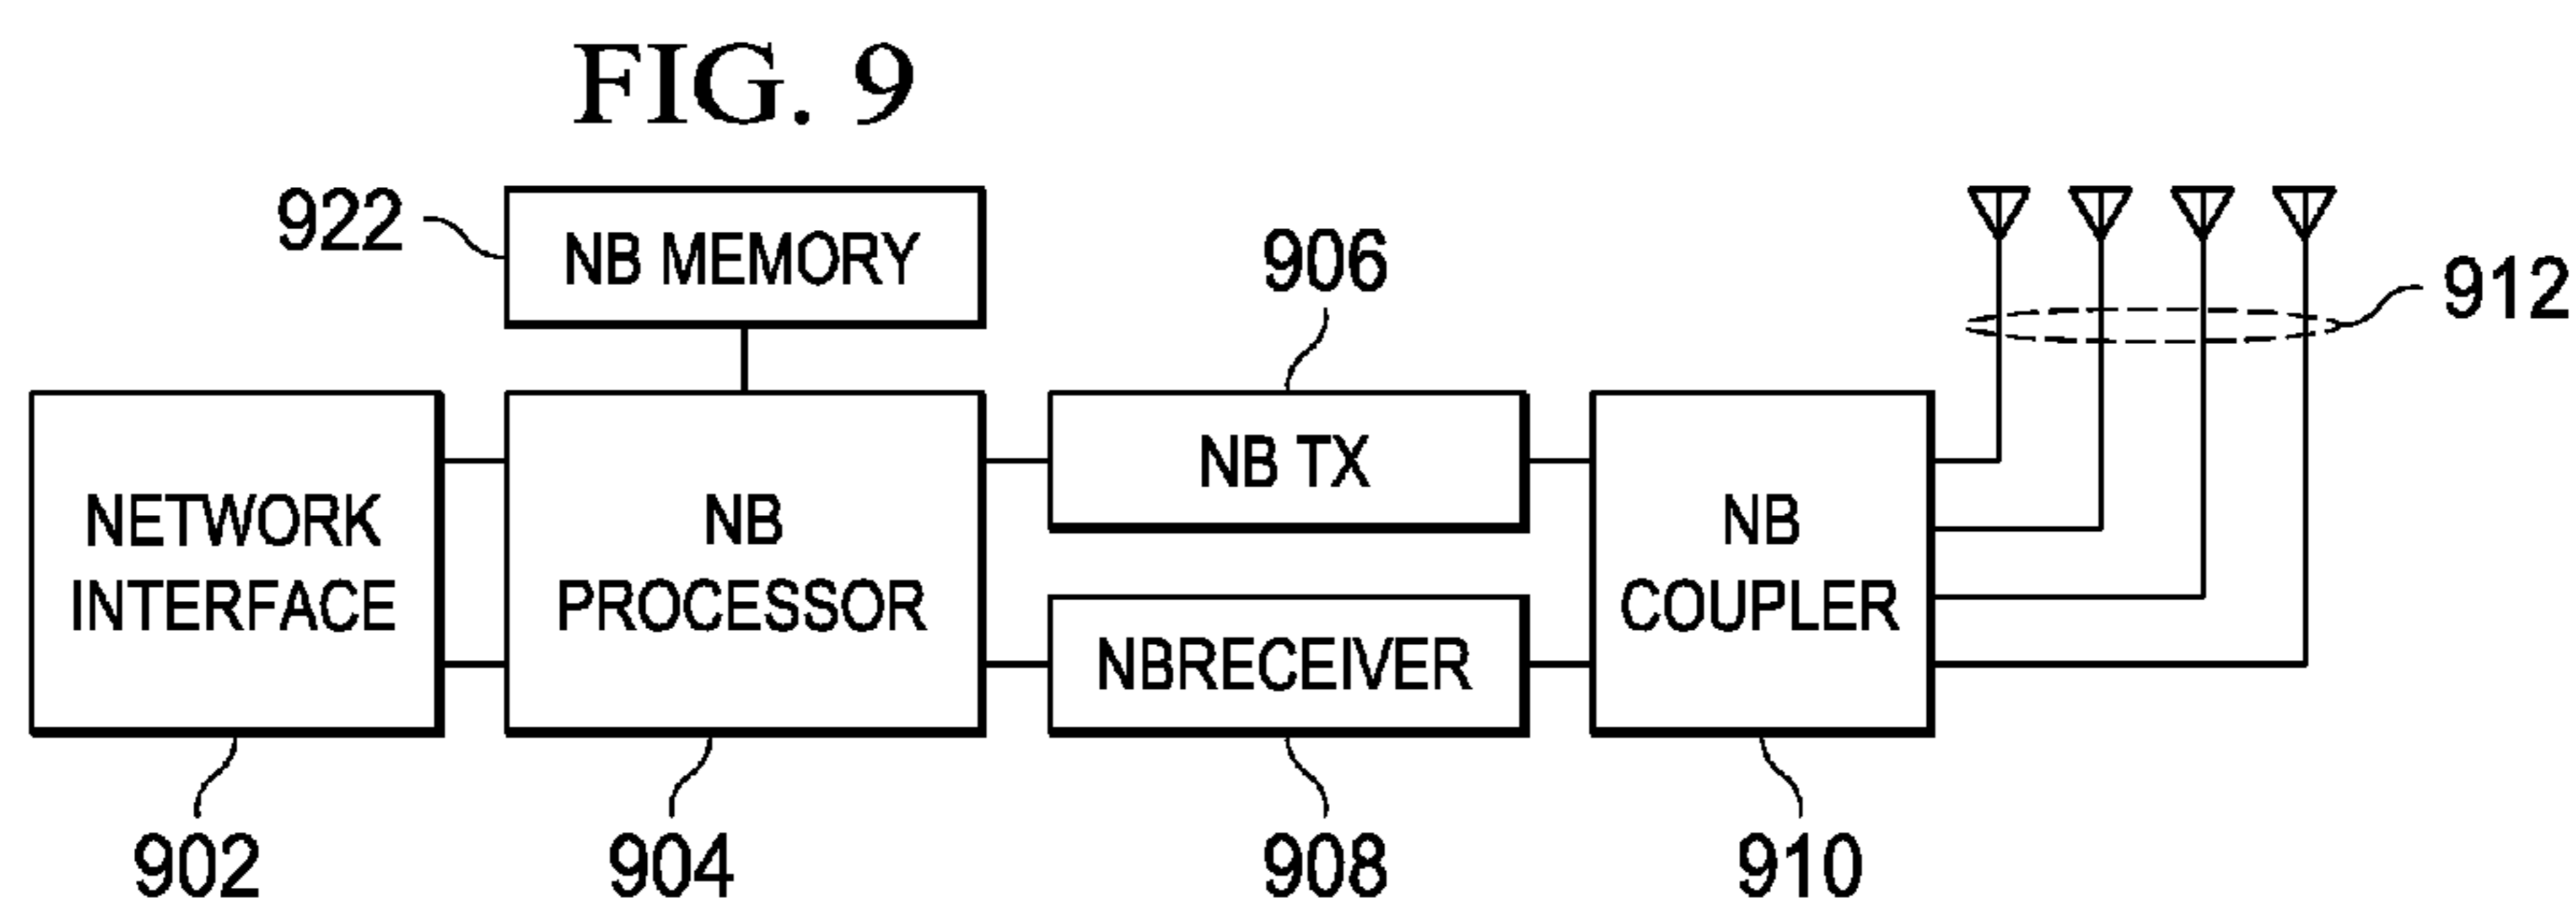 FIG. 9
922
NB MEMORY
906
912
NETWORK
INTERFACE
NB
PROCESSOR
NB TX
NBRECEIVER
NB
COUPLER
902
904
908
910